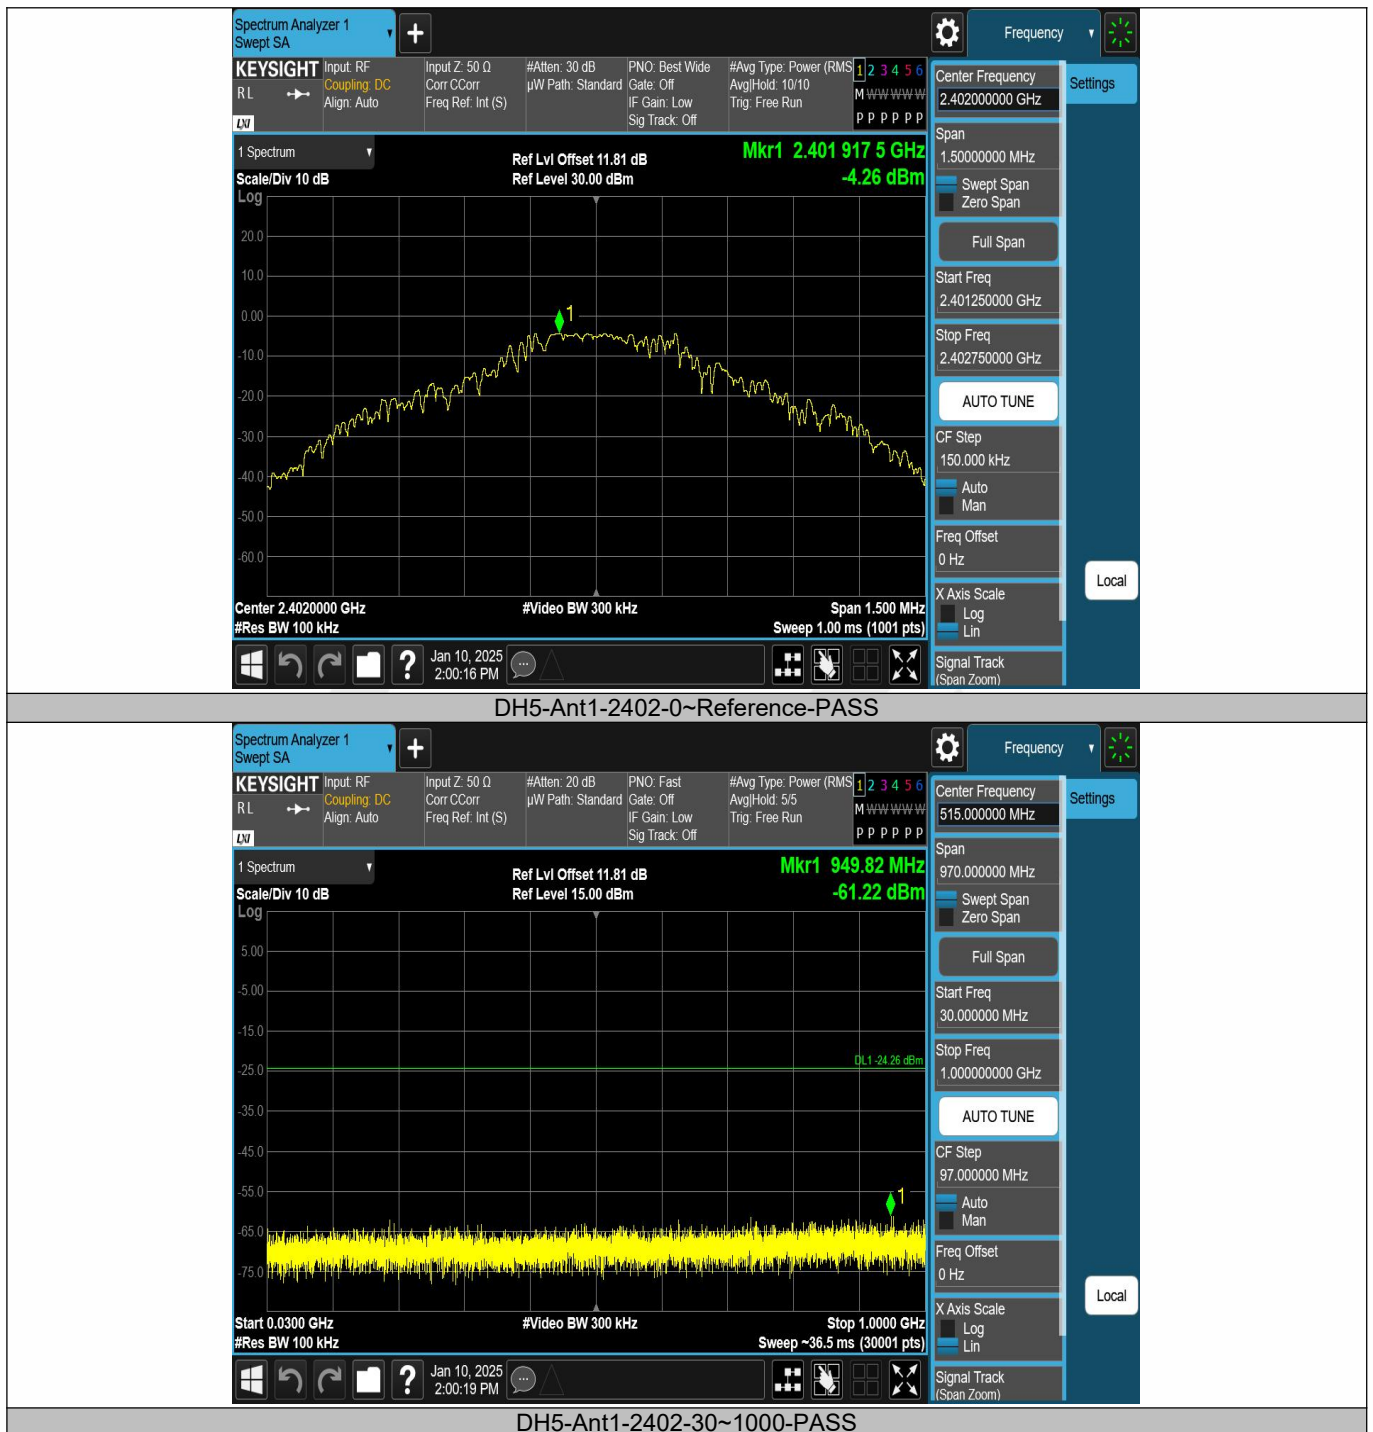 Spectrum Analyzer 1
Swept SA
Frequency
KEYSIGHT
R L
LXI
Input: RF
Coupling: DC
Align: Auto
Input Z: 50 Ω
Corr CCorr
Freq Ref: Int (S)
#Atten: 30 dB
µW Path: Standard
PNO: Best Wide
Gate: Off
IF Gain: Low
Sig Track: Off
#Avg Type: Power (RMS
Avg|Hold: 10/10
Trig: Free Run
1 2 3 4 5 6
M W W W W W
P P P P P P
1 Spectrum
Scale/Div 10 dB
Log
Ref Lvl Offset 11.81 dB
Ref Level 30.00 dBm
Mkr1 2.401 917 5 GHz
-4.26 dBm
20.0
10.0
0.00
-10.0
-20.0
-30.0
-40.0
-50.0
-60.0
1
Center 2.4020000 GHz
#Res BW 100 kHz
#Video BW 300 kHz
Span 1.500 MHz
Sweep 1.00 ms (1001 pts)
Jan 10, 2025
2:00:16 PM
Center Frequency
2.402000000 GHz
Span
1.50000000 MHz
Swept Span
Zero Span
Full Span
Start Freq
2.401250000 GHz
Stop Freq
2.402750000 GHz
AUTO TUNE
CF Step
150.000 kHz
Auto
Man
Freq Offset
0 Hz
X Axis Scale
Log
Lin
Signal Track
(Span Zoom)
Settings
Local
DH5-Ant1-2402-0~Reference-PASS
Spectrum Analyzer 1
Swept SA
Frequency
KEYSIGHT
R L
LXI
Input: RF
Coupling: DC
Align: Auto
Input Z: 50 Ω
Corr CCorr
Freq Ref: Int (S)
#Atten: 20 dB
µW Path: Standard
PNO: Fast
Gate: Off
IF Gain: Low
Sig Track: Off
#Avg Type: Power (RMS
Avg|Hold: 5/5
Trig: Free Run
1 2 3 4 5 6
M W W W W W
P P P P P P
1 Spectrum
Scale/Div 10 dB
Log
Ref Lvl Offset 11.81 dB
Ref Level 15.00 dBm
Mkr1 949.82 MHz
-61.22 dBm
5.00
-5.00
-15.0
-25.0
-35.0
-45.0
-55.0
-65.0
-75.0
DL1 -24.26 dBm
1
Start 0.0300 GHz
#Res BW 100 kHz
#Video BW 300 kHz
Stop 1.0000 GHz
Sweep ~36.5 ms (30001 pts)
Jan 10, 2025
2:00:19 PM
Center Frequency
515.000000 MHz
Span
970.000000 MHz
Swept Span
Zero Span
Full Span
Start Freq
30.000000 MHz
Stop Freq
1.000000000 GHz
AUTO TUNE
CF Step
97.000000 MHz
Auto
Man
Freq Offset
0 Hz
X Axis Scale
Log
Lin
Signal Track
(Span Zoom)
Settings
Local
DH5-Ant1-2402-30~1000-PASS